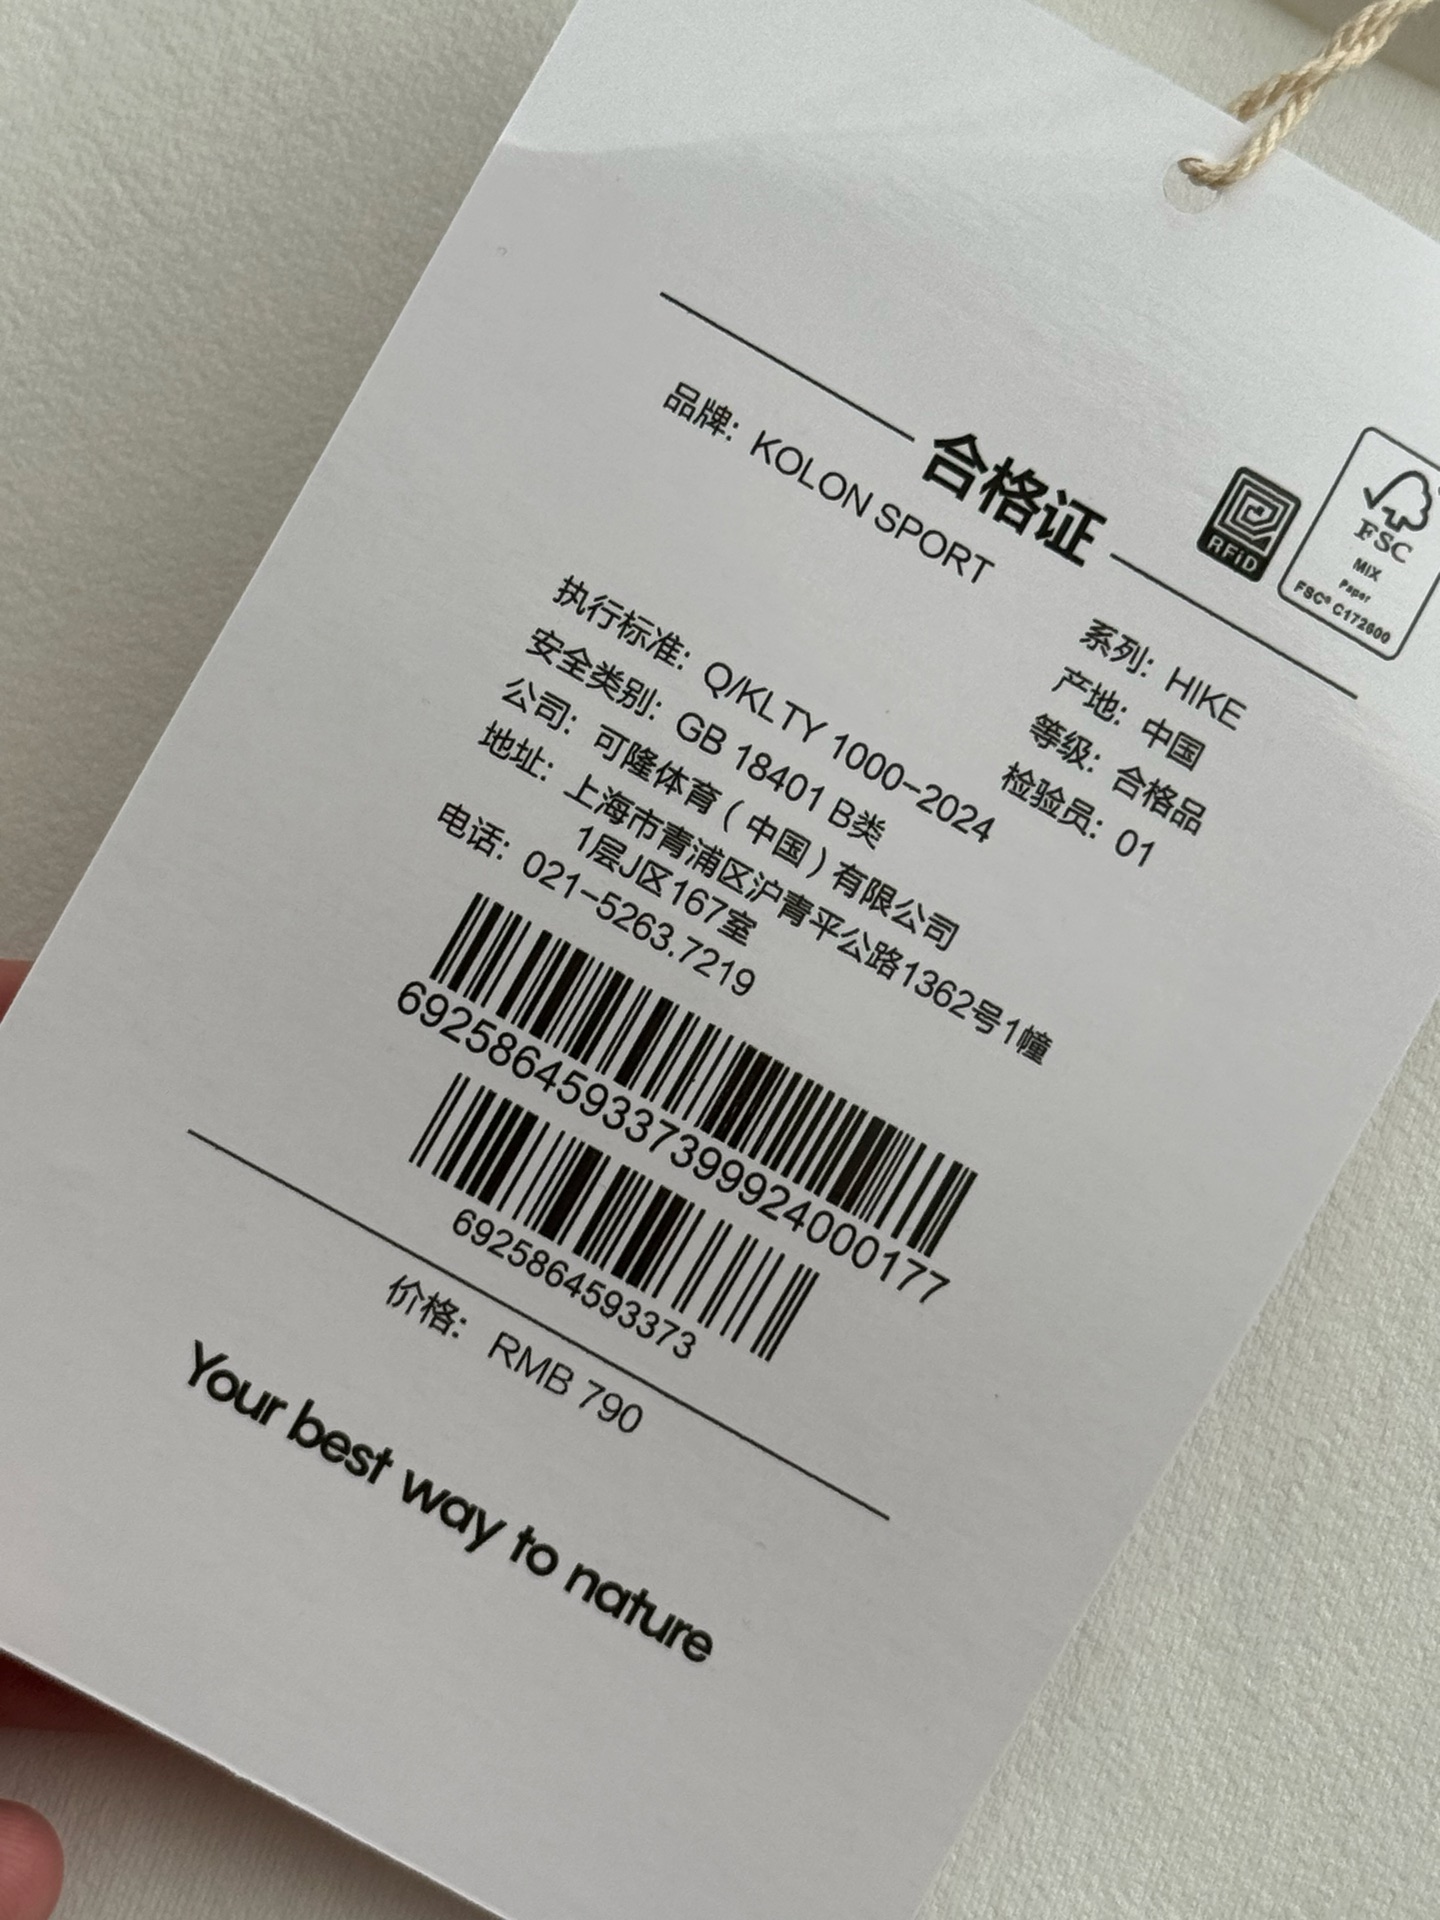 合格证
RFiD
FSC
MIX
Paper
FSC® C172600
品牌: KOLON SPORT
系列: HIKE
产地: 中国
等级: 合格品
检验员: 01
执行标准: Q/KLTY 1000-2024
安全类别: GB 18401 B类
公司: 可隆体育(中国)有限公司
地址: 上海市青浦区沪青平公路1362号1幢
1层J区167室
电话: 021-5263.7219
692586459337399924000177
6925864593373
价格: RMB 790
Your best way to nature